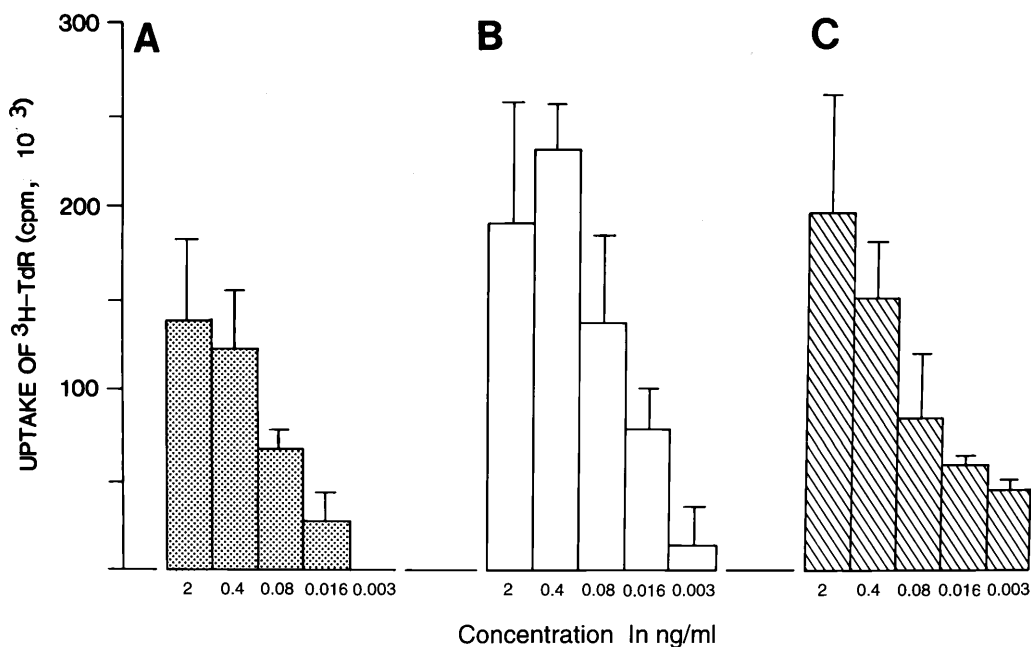 A
B
C
300
200
100
UPTAKE OF ³H-TdR (cpm, 10⁻³)
2 0.4 0.08 0.016 0.003
2 0.4 0.08 0.016 0.003
2 0.4 0.08 0.016 0.003
Concentration In ng/ml